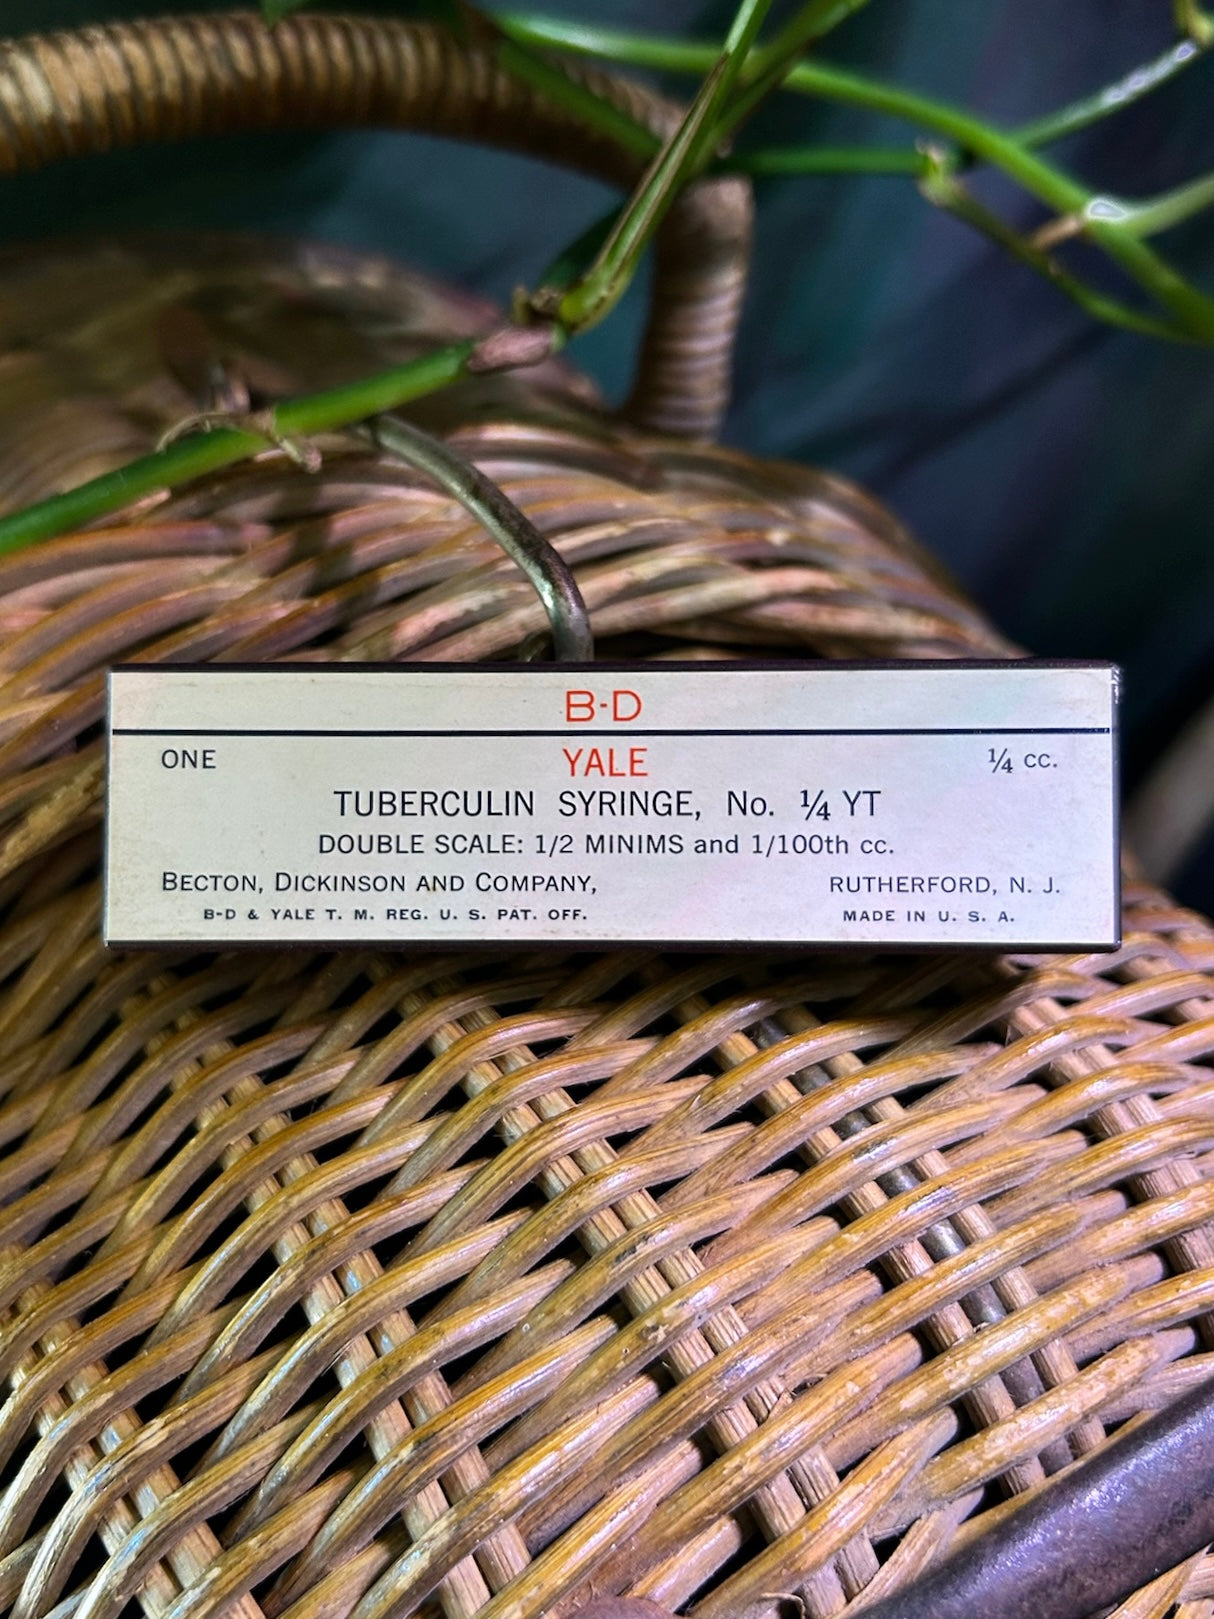 B-D
ONE YALE ¼ cc.
TUBERCULIN SYRINGE, No. ¼ YT
DOUBLE SCALE: 1/2 MINIMS and 1/100th cc.
BECTON, DICKINSON AND COMPANY, RUTHERFORD, N. J.
B-D & YALE T. M. REG. U. S. PAT. OFF. MADE IN U. S. A.